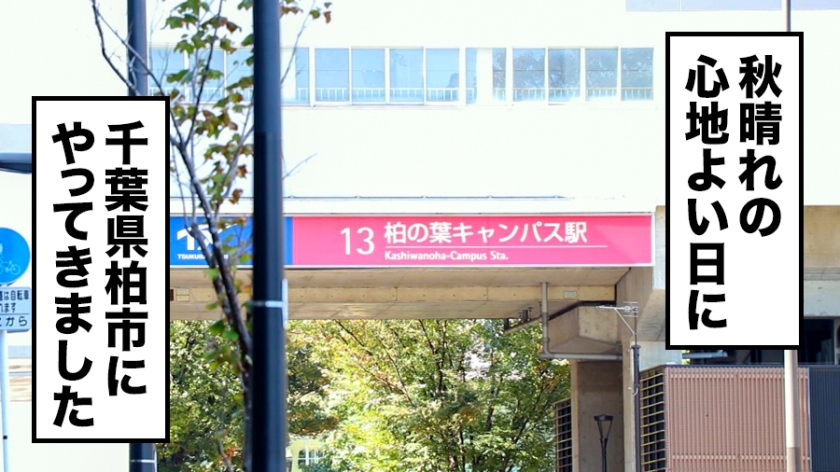 秋晴れの
心地よい日に
千葉県柏市に
やってきました
13 柏の葉キャンパス駅
Kashiwanoha-Campus Sta.